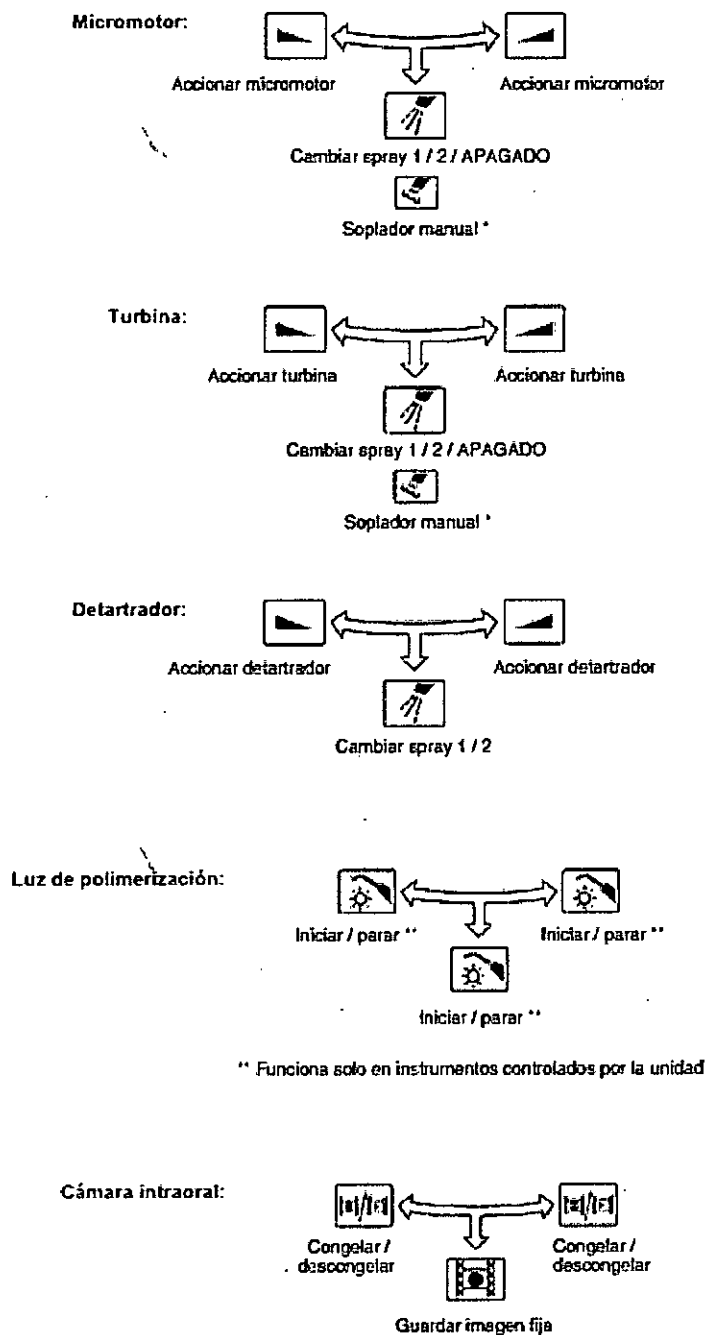 Micromotor:
Accionar micromotor
Accionar micromotor
Cambiar spray 1 / 2 / APAGADO
Soplador manual *
Turbina:
Accionar turbina
Accionar turbina
Cambiar spray 1 / 2 / APAGADO
Soplador manual *
Detartrador:
Accionar detartrador
Accionar detartrador
Cambiar spray 1 / 2
Luz de polimerización:
Iniciar / parar **
Iniciar / parar **
Iniciar / parar **
** Funciona solo en instrumentos controlados por la unidad
Cámara intraoral:
Congelar /
descongelar
Congelar /
descongelar
Guardar imagen fija